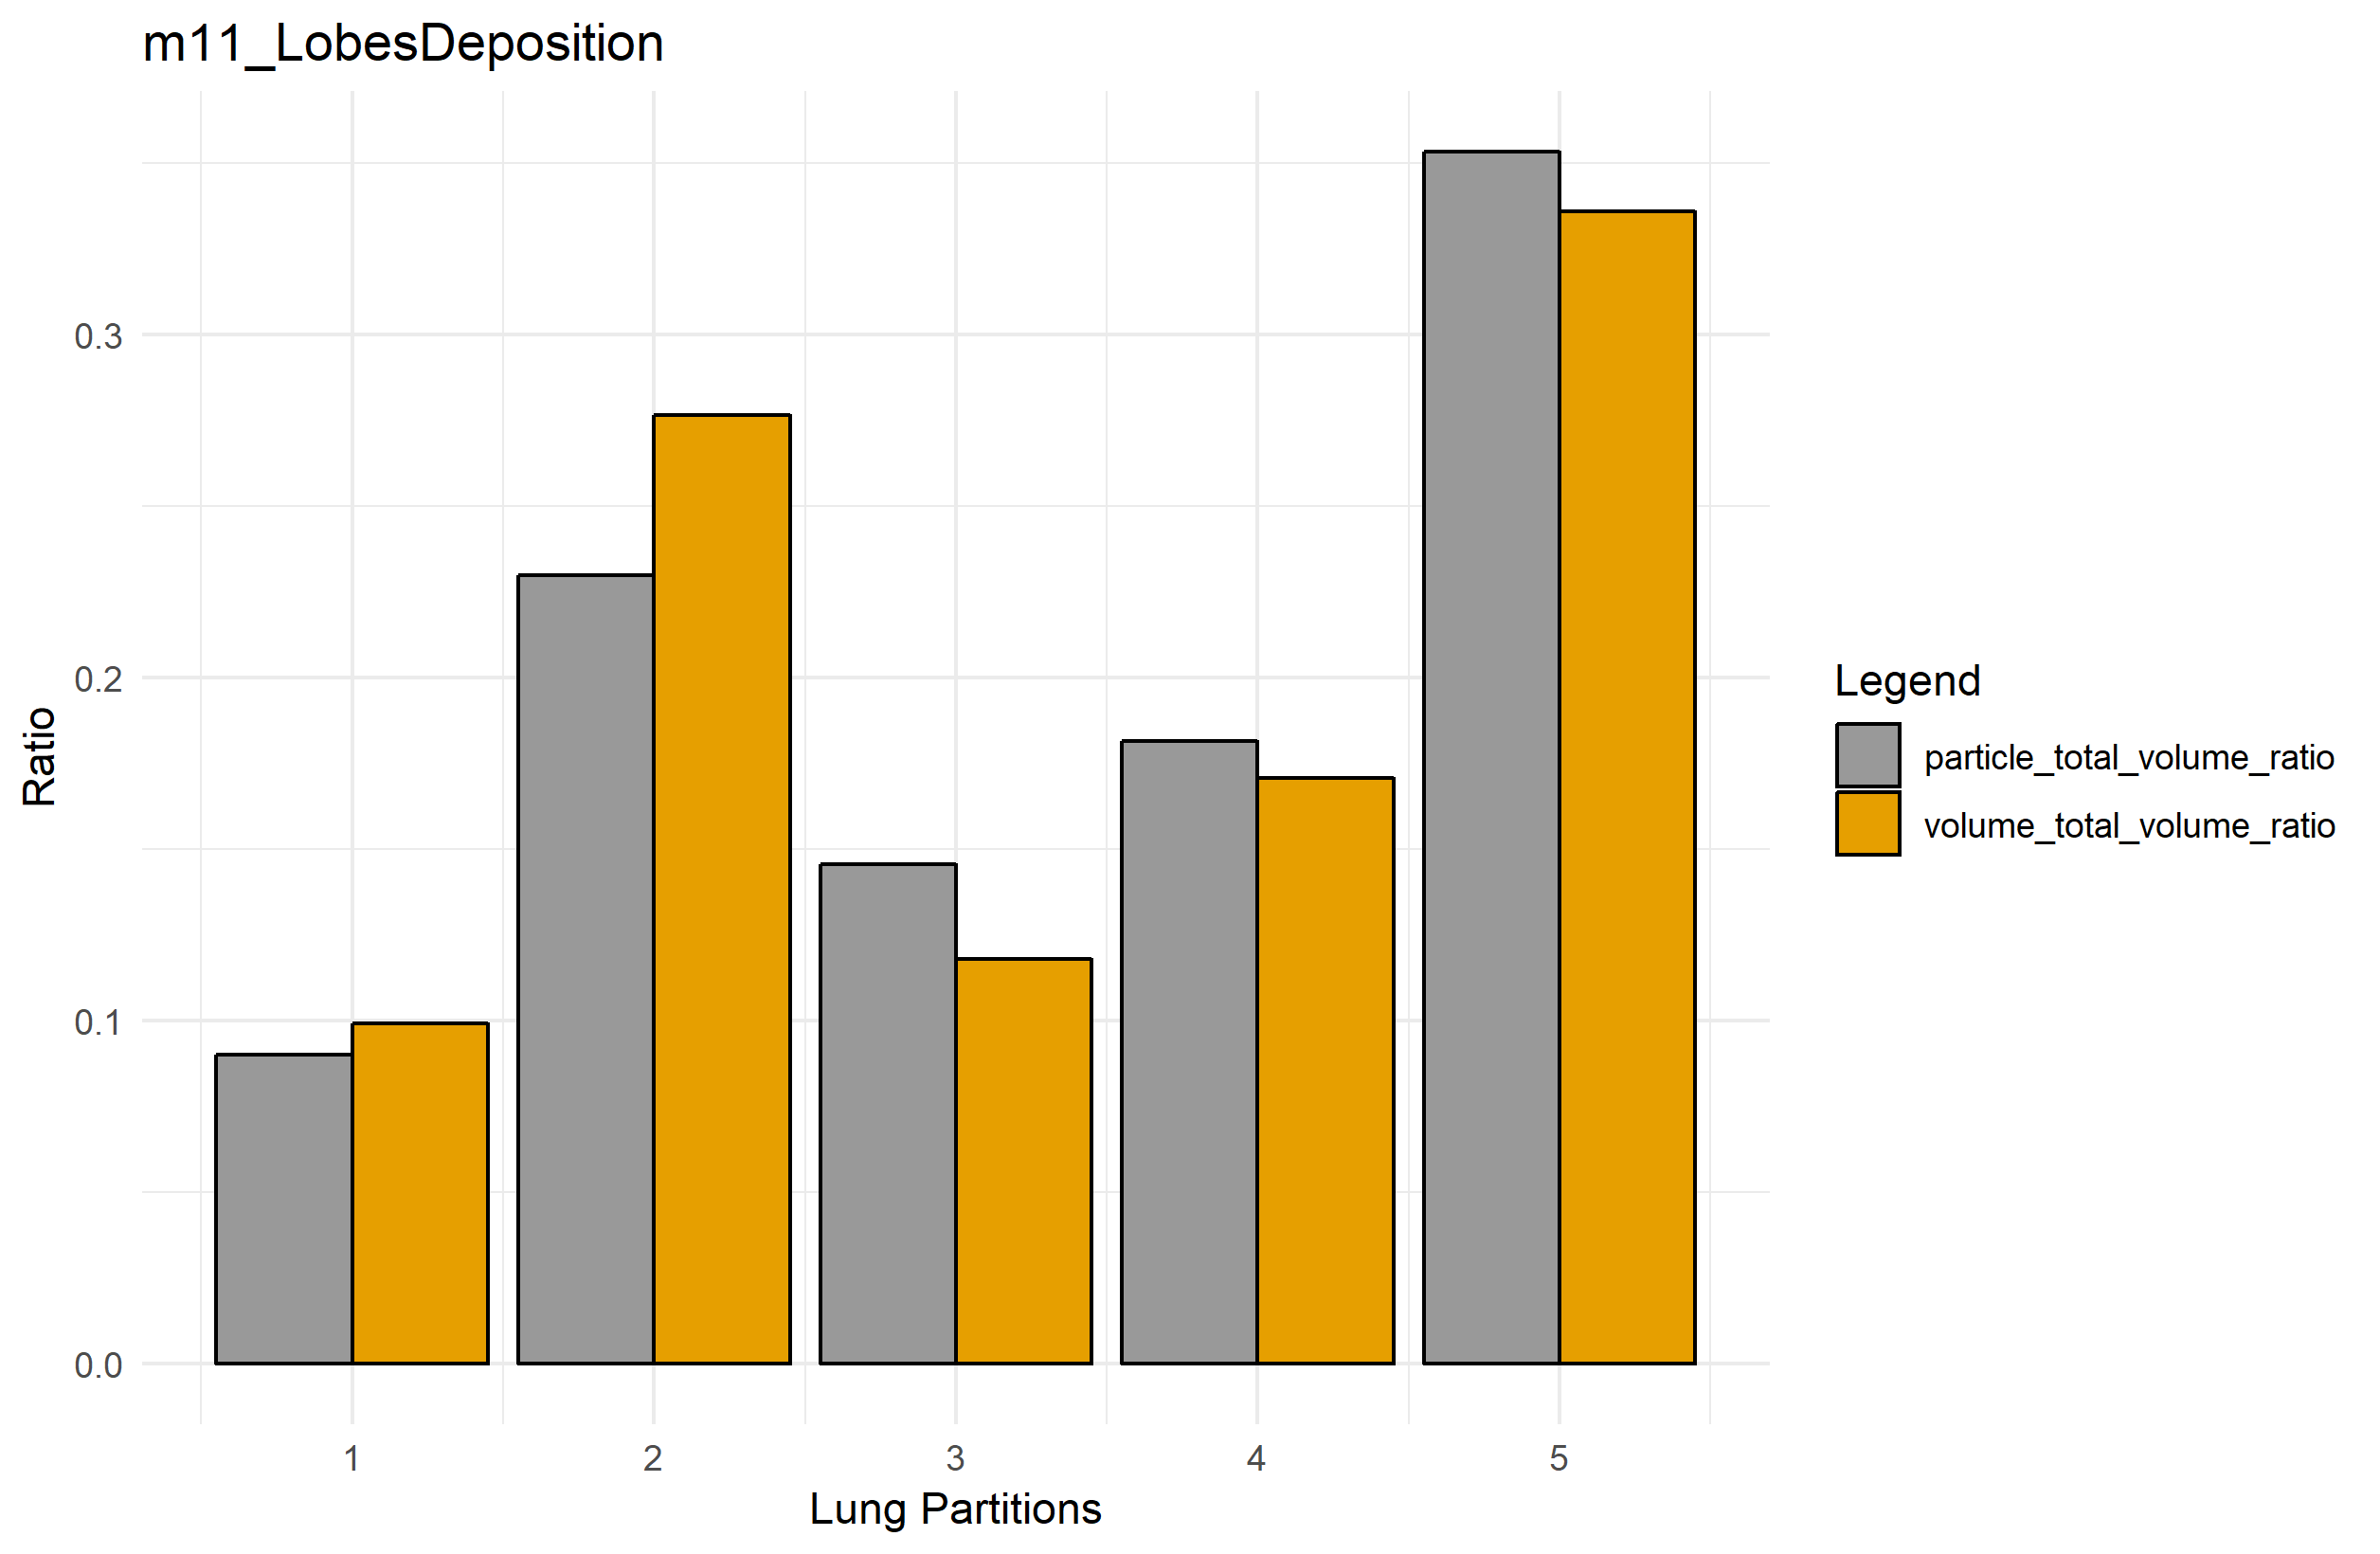 m11_LobesDeposition
Ratio
0.3
0.2
0.1
0.0
1 2 3 4 5
Lung Partitions
Legend
particle_total_volume_ratio
volume_total_volume_ratio